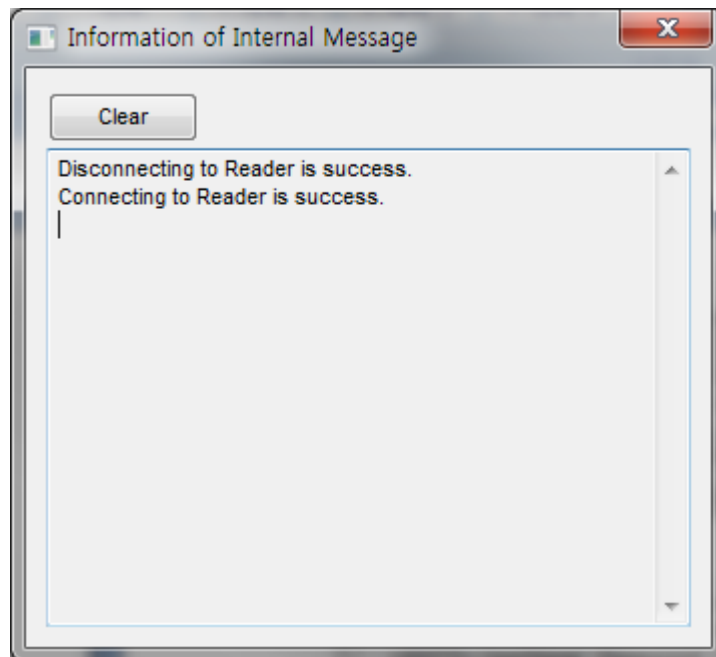 Information of Internal Message
Clear
Disconnecting to Reader is success.
Connecting to Reader is success.